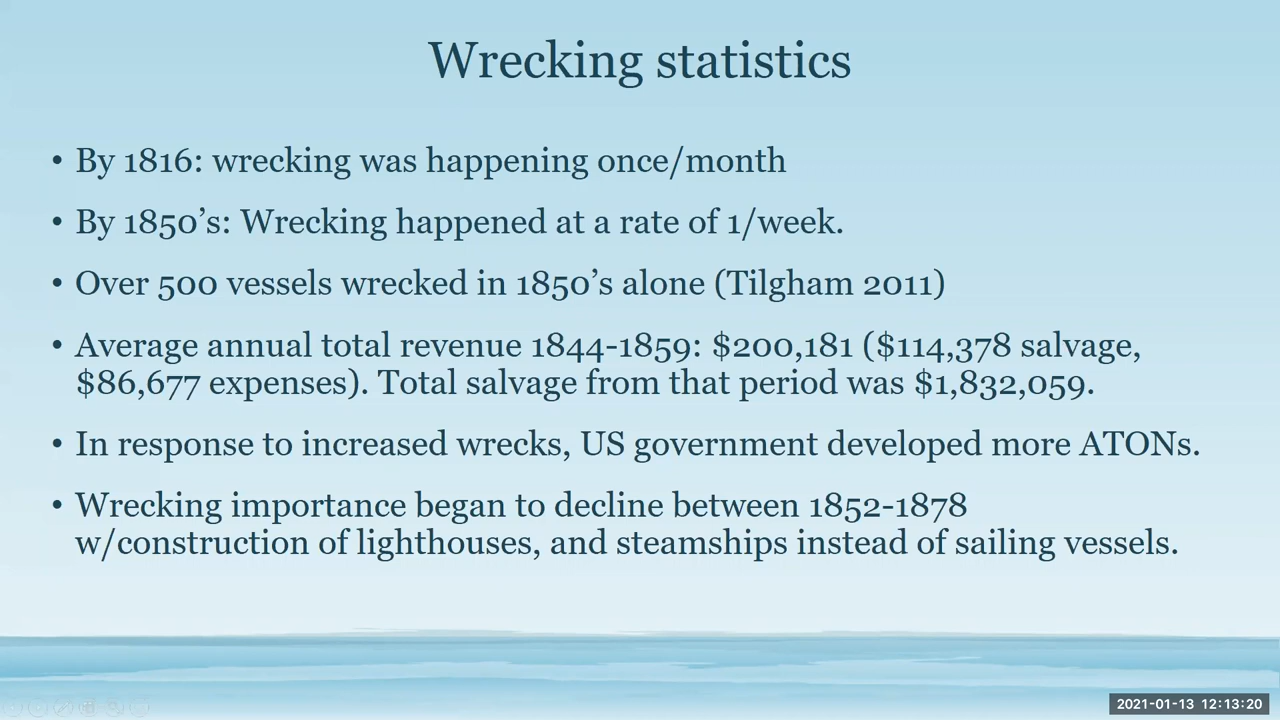 Wrecking statistics
• By 1816: wrecking was happening once/month
• By 1850’s: Wrecking happened at a rate of 1/week.
• Over 500 vessels wrecked in 1850’s alone (Tilgham 2011)
• Average annual total revenue 1844-1859: $200,181 ($114,378 salvage,
$86,677 expenses). Total salvage from that period was $1,832,059.
• In response to increased wrecks, US government developed more ATONs.
• Wrecking importance began to decline between 1852-1878
w/construction of lighthouses, and steamships instead of sailing vessels.
2021-01-13 12:13:20